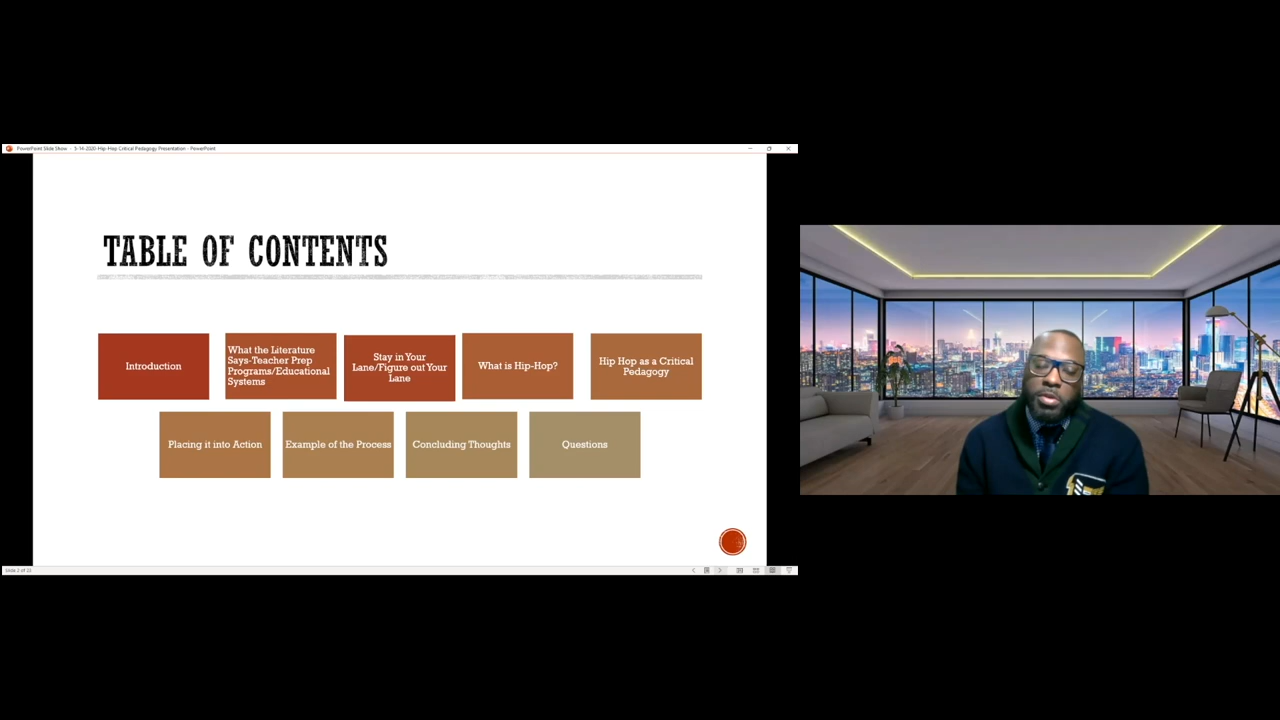 PowerPoint Slide Show - 5-14-2020-Hip-Hop Critical Pedagogy Presentation - PowerPoint
TABLE OF CONTENTS
Introduction
What the Literature
Says-Teacher Prep
Programs/Educational
Systems
Stay in Your
Lane/Figure out Your
Lane
What is Hip-Hop?
Hip Hop as a Critical
Pedagogy
Placing it into Action
Example of the Process
Concluding Thoughts
Questions